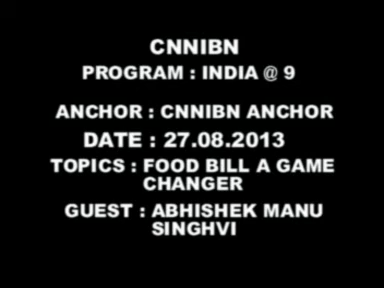 CNNIBN
PROGRAM : INDIA @ 9
ANCHOR : CNNIBN ANCHOR
DATE : 27.08.2013
TOPICS : FOOD BILL A GAME
CHANGER
GUEST : ABHISHEK MANU
SINGHVI